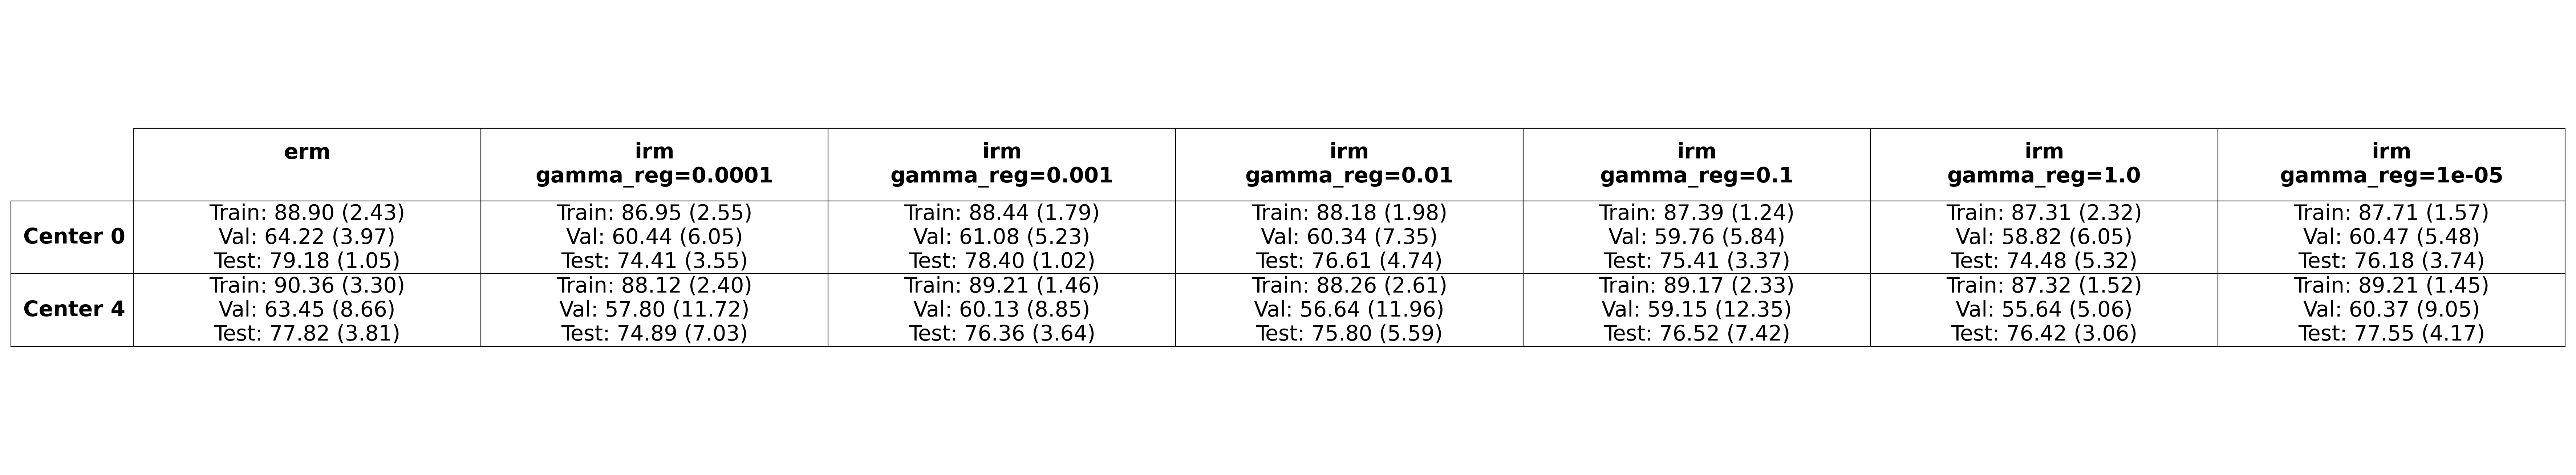 erm
irm
gamma_reg=0.0001
irm
gamma_reg=0.001
irm
gamma_reg=0.01
irm
gamma_reg=0.1
irm
gamma_reg=1.0
irm
gamma_reg=1e-05
Center 0
Train: 88.90 (2.43)
Val: 64.22 (3.97)
Test: 79.18 (1.05)
Train: 86.95 (2.55)
Val: 60.44 (6.05)
Test: 74.41 (3.55)
Train: 88.44 (1.79)
Val: 61.08 (5.23)
Test: 78.40 (1.02)
Train: 88.18 (1.98)
Val: 60.34 (7.35)
Test: 76.61 (4.74)
Train: 87.39 (1.24)
Val: 59.76 (5.84)
Test: 75.41 (3.37)
Train: 87.31 (2.32)
Val: 58.82 (6.05)
Test: 74.48 (5.32)
Train: 87.71 (1.57)
Val: 60.47 (5.48)
Test: 76.18 (3.74)
Center 4
Train: 90.36 (3.30)
Val: 63.45 (8.66)
Test: 77.82 (3.81)
Train: 88.12 (2.40)
Val: 57.80 (11.72)
Test: 74.89 (7.03)
Train: 89.21 (1.46)
Val: 60.13 (8.85)
Test: 76.36 (3.64)
Train: 88.26 (2.61)
Val: 56.64 (11.96)
Test: 75.80 (5.59)
Train: 89.17 (2.33)
Val: 59.15 (12.35)
Test: 76.52 (7.42)
Train: 87.32 (1.52)
Val: 55.64 (5.06)
Test: 76.42 (3.06)
Train: 89.21 (1.45)
Val: 60.37 (9.05)
Test: 77.55 (4.17)